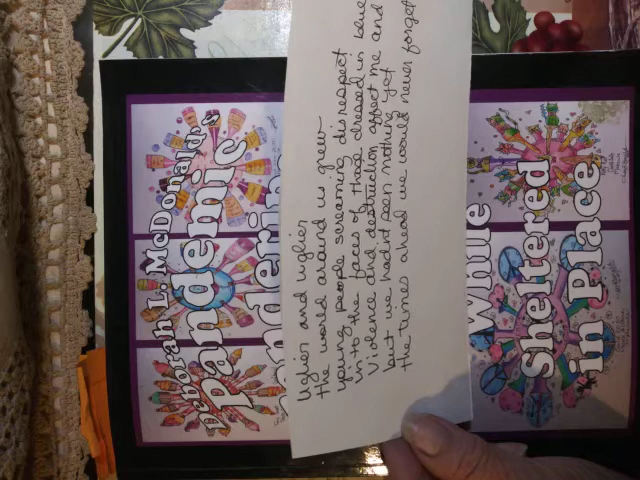 Deborah L. McDonald's
Pandemic
Uglier and Uglier
the world around us grew
young people screaming disrespect
into the faces of those dressed in blue
Violence and destruction affect me and
but we hadn't seen nothing yet
the times ahead we would never forget
While
Sheltered
in Place